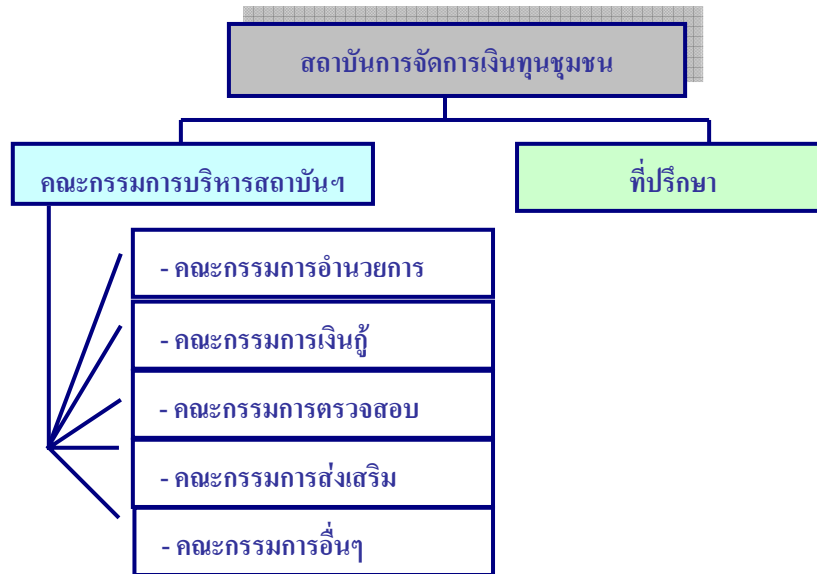 สถาบันการจัดการเงินทุนชุมชน
คณะกรรมการบริหารสถาบันฯ
ที่ปรึกษา
- คณะกรรมการอำนวยการ
- คณะกรรมการเงินกู้
- คณะกรรมการตรวจสอบ
- คณะกรรมการส่งเสริม
- คณะกรรมการอื่นๆ